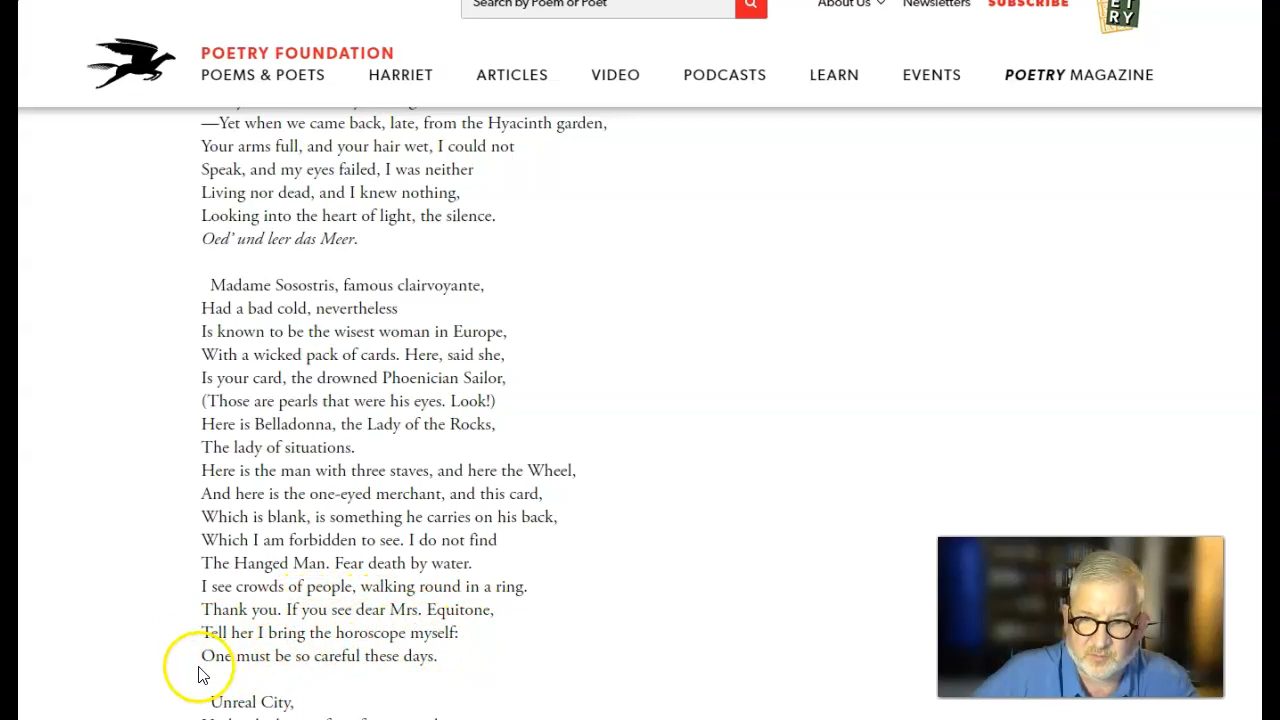 Search by Poem or Poet
About Us
Newsletters
SUBSCRIBE
ET
RY
POETRY FOUNDATION
POEMS & POETS
HARRIET
ARTICLES
VIDEO
PODCASTS
LEARN
EVENTS
POETRY MAGAZINE
—Yet when we came back, late, from the Hyacinth garden,
Your arms full, and your hair wet, I could not
Speak, and my eyes failed, I was neither
Living nor dead, and I knew nothing,
Looking into the heart of light, the silence.
Oed’ und leer das Meer.
Madame Sosostris, famous clairvoyante,
Had a bad cold, nevertheless
Is known to be the wisest woman in Europe,
With a wicked pack of cards. Here, said she,
Is your card, the drowned Phoenician Sailor,
(Those are pearls that were his eyes. Look!)
Here is Belladonna, the Lady of the Rocks,
The lady of situations.
Here is the man with three staves, and here the Wheel,
And here is the one-eyed merchant, and this card,
Which is blank, is something he carries on his back,
Which I am forbidden to see. I do not find
The Hanged Man. Fear death by water.
I see crowds of people, walking round in a ring.
Thank you. If you see dear Mrs. Equitone,
Tell her I bring the horoscope myself:
One must be so careful these days.
Unreal City,